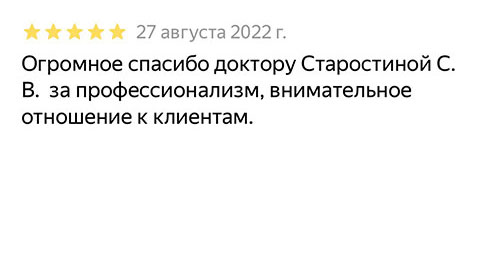 27 августа 2022 г.
Огромное спасибо доктору Старостиной С.
В.  за профессионализм, внимательное
отношение к клиентам.